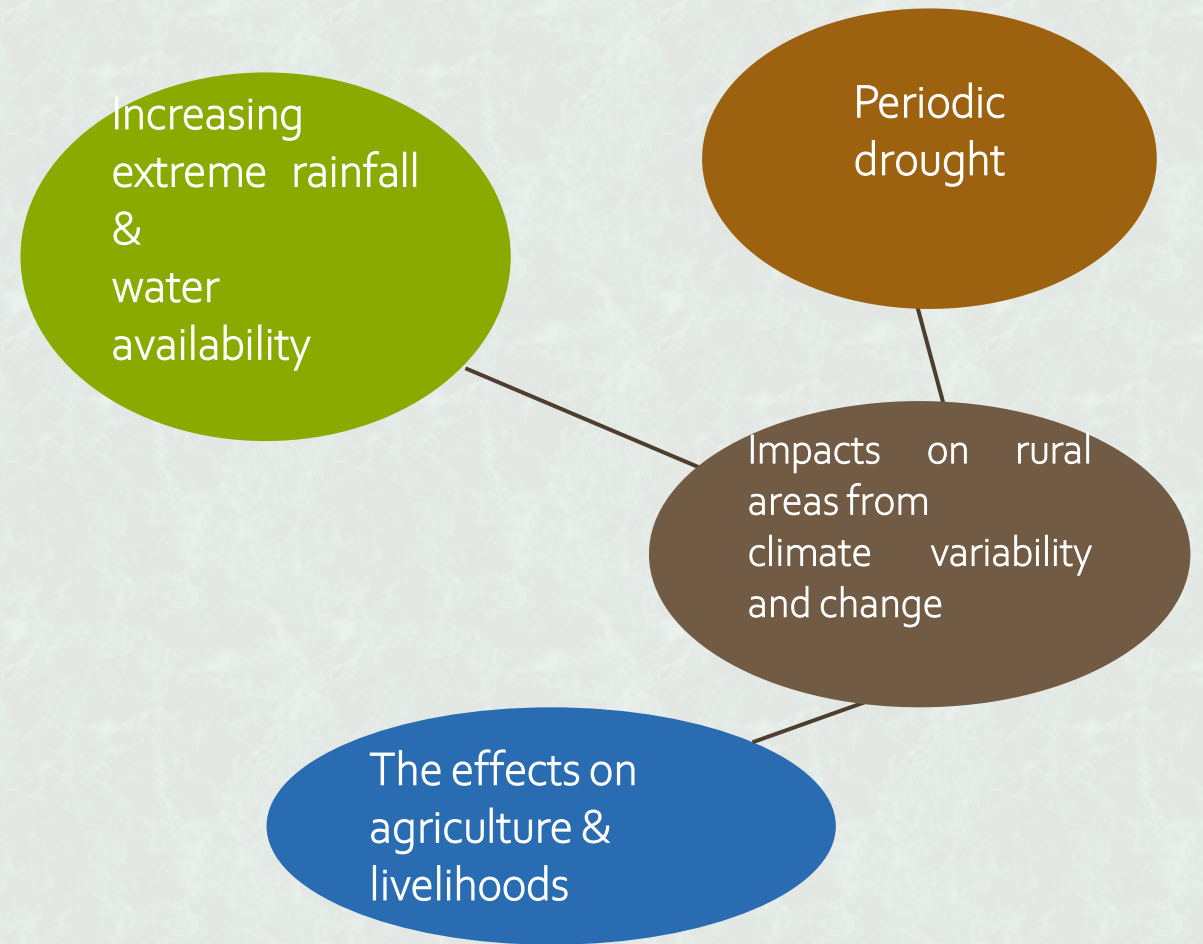 Increasing
extreme rainfall
&
water
availability
Periodic
drought
Impacts on rural
areas from
climate variability
and change
The effects on
agriculture &
livelihoods